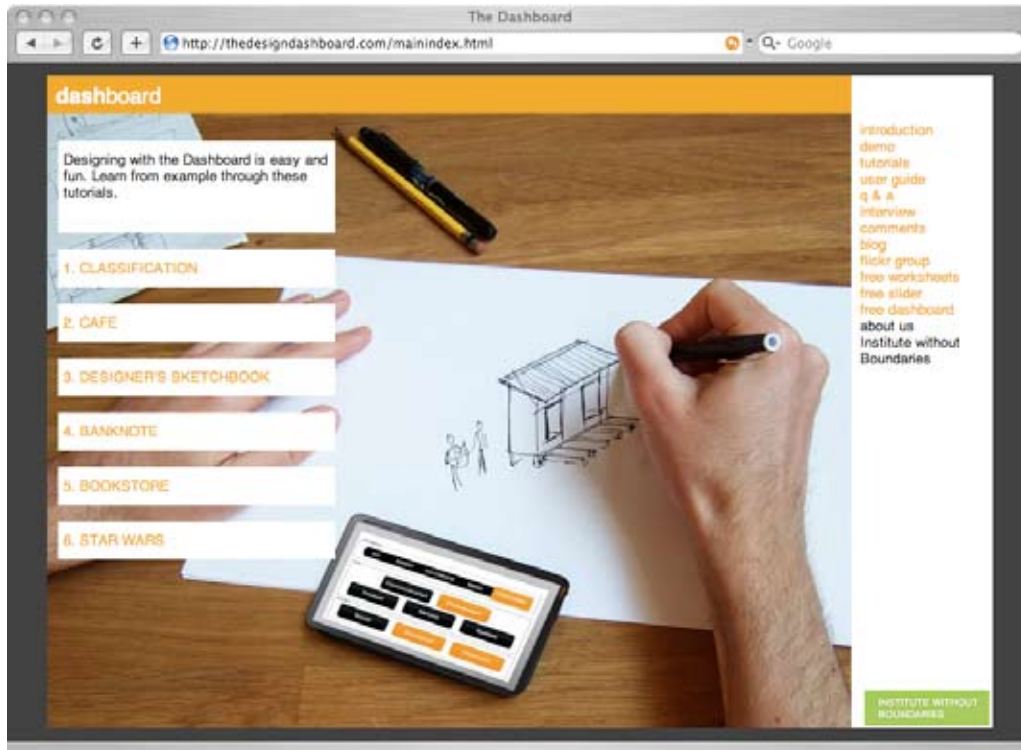 The Dashboard
http://thedesigndashboard.com/mainindex.html
Google
dashboard
Designing with the Dashboard is easy and
fun. Learn from example through these
tutorials.
1. CLASSIFICATION
2. CAFE
3. DESIGNER'S SKETCHBOOK
4. BANKNOTE
5. BOOKSTORE
6. STAR WARS
introduction
demo
tutorials
user guide
q & a
interview
comments
blog
flickr group
free worksheets
free slider
free dashboard
about us
Institute without
Boundaries
INSTITUTE WITHOUT
BOUNDARIES